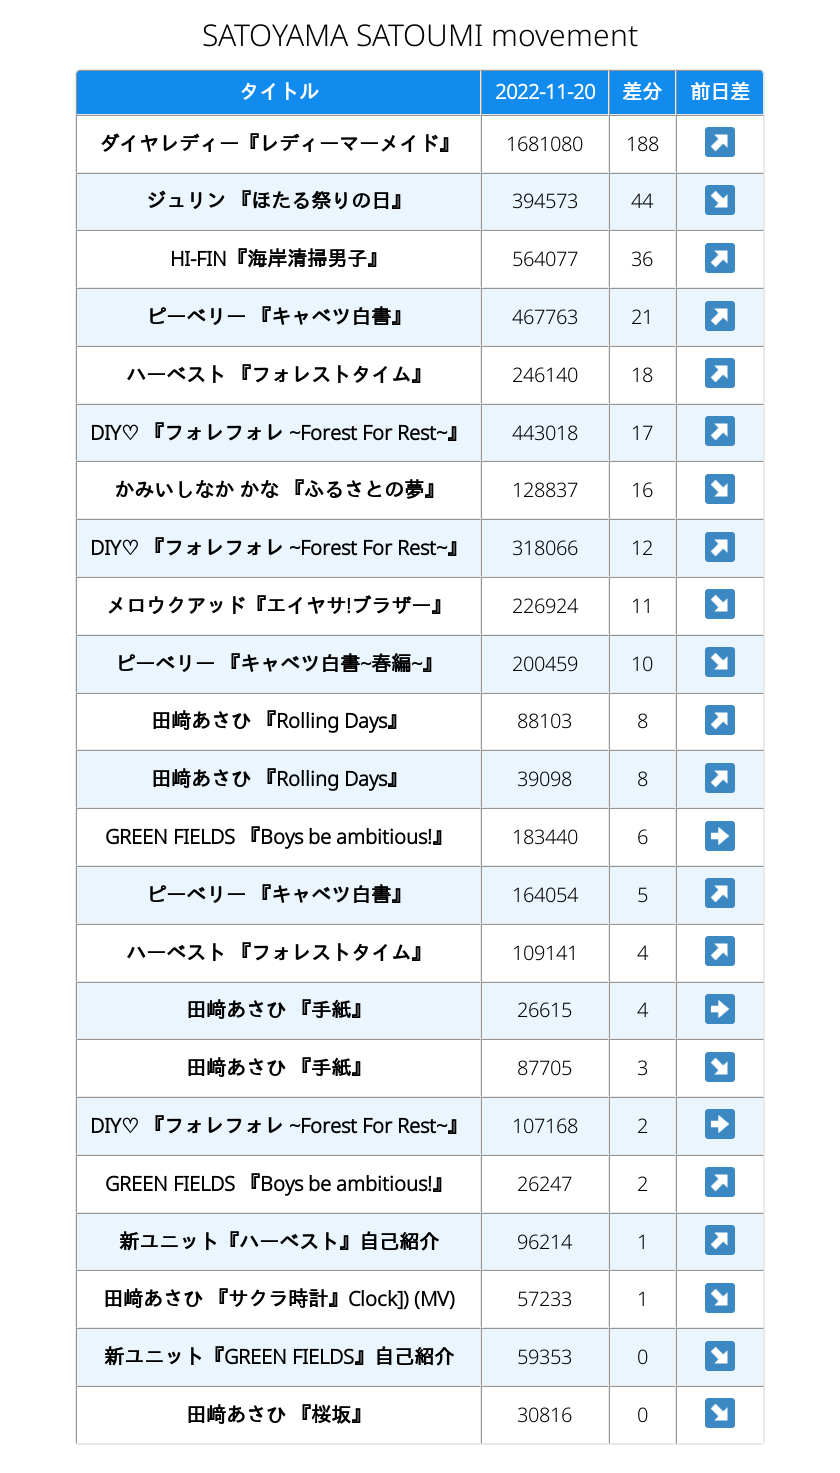 SATOYAMA SATOUMI movement
タイトル 2022-11-20 差分 前日差
ダイヤレディー『レディーマーメイド』 1681080 188 ↗
ジュリン 『ほたる祭りの日』 394573 44 ↘
HI-FIN『海岸清掃男子』 564077 36 ↗
ピーベリー 『キャベツ白書』 467763 21 ↗
ハーベスト 『フォレストタイム』 246140 18 ↗
DIY♡ 『フォレフォレ ~Forest For Rest~』 443018 17 ↗
かみいしなか かな 『ふるさとの夢』 128837 16 ↘
DIY♡ 『フォレフォレ ~Forest For Rest~』 318066 12 ↗
メロウクアッド『エイヤサ!ブラザー』 226924 11 ↘
ピーベリー 『キャベツ白書~春編~』 200459 10 ↘
田﨑あさひ 『Rolling Days』 88103 8 ↗
田﨑あさひ 『Rolling Days』 39098 8 ↗
GREEN FIELDS 『Boys be ambitious!』 183440 6 ➡
ピーベリー 『キャベツ白書』 164054 5 ↗
ハーベスト 『フォレストタイム』 109141 4 ↗
田﨑あさひ 『手紙』 26615 4 ➡
田﨑あさひ 『手紙』 87705 3 ↘
DIY♡ 『フォレフォレ ~Forest For Rest~』 107168 2 ➡
GREEN FIELDS 『Boys be ambitious!』 26247 2 ↗
新ユニット『ハーベスト』自己紹介 96214 1 ↗
田﨑あさひ 『サクラ時計』Clock]) (MV) 57233 1 ↘
新ユニット『GREEN FIELDS』自己紹介 59353 0 ↘
田﨑あさひ 『桜坂』 30816 0 ↘